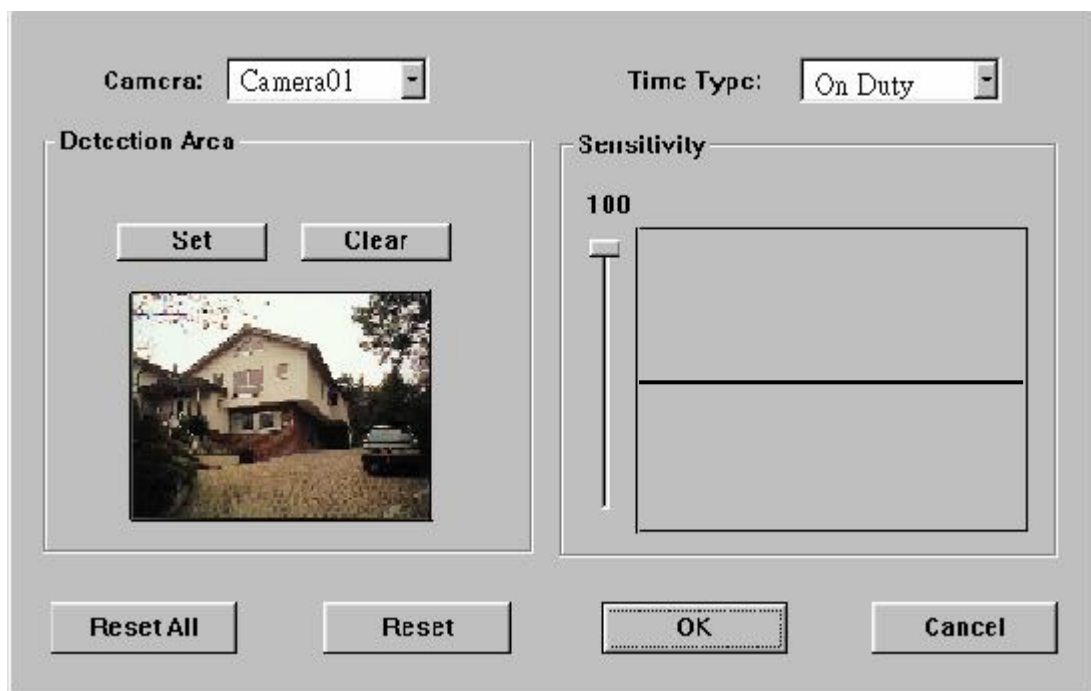 Camera: Camera01 Time Type: On Duty
Detection Area
Sensitivity
100
Set Clear
Reset All Reset OK Cancel